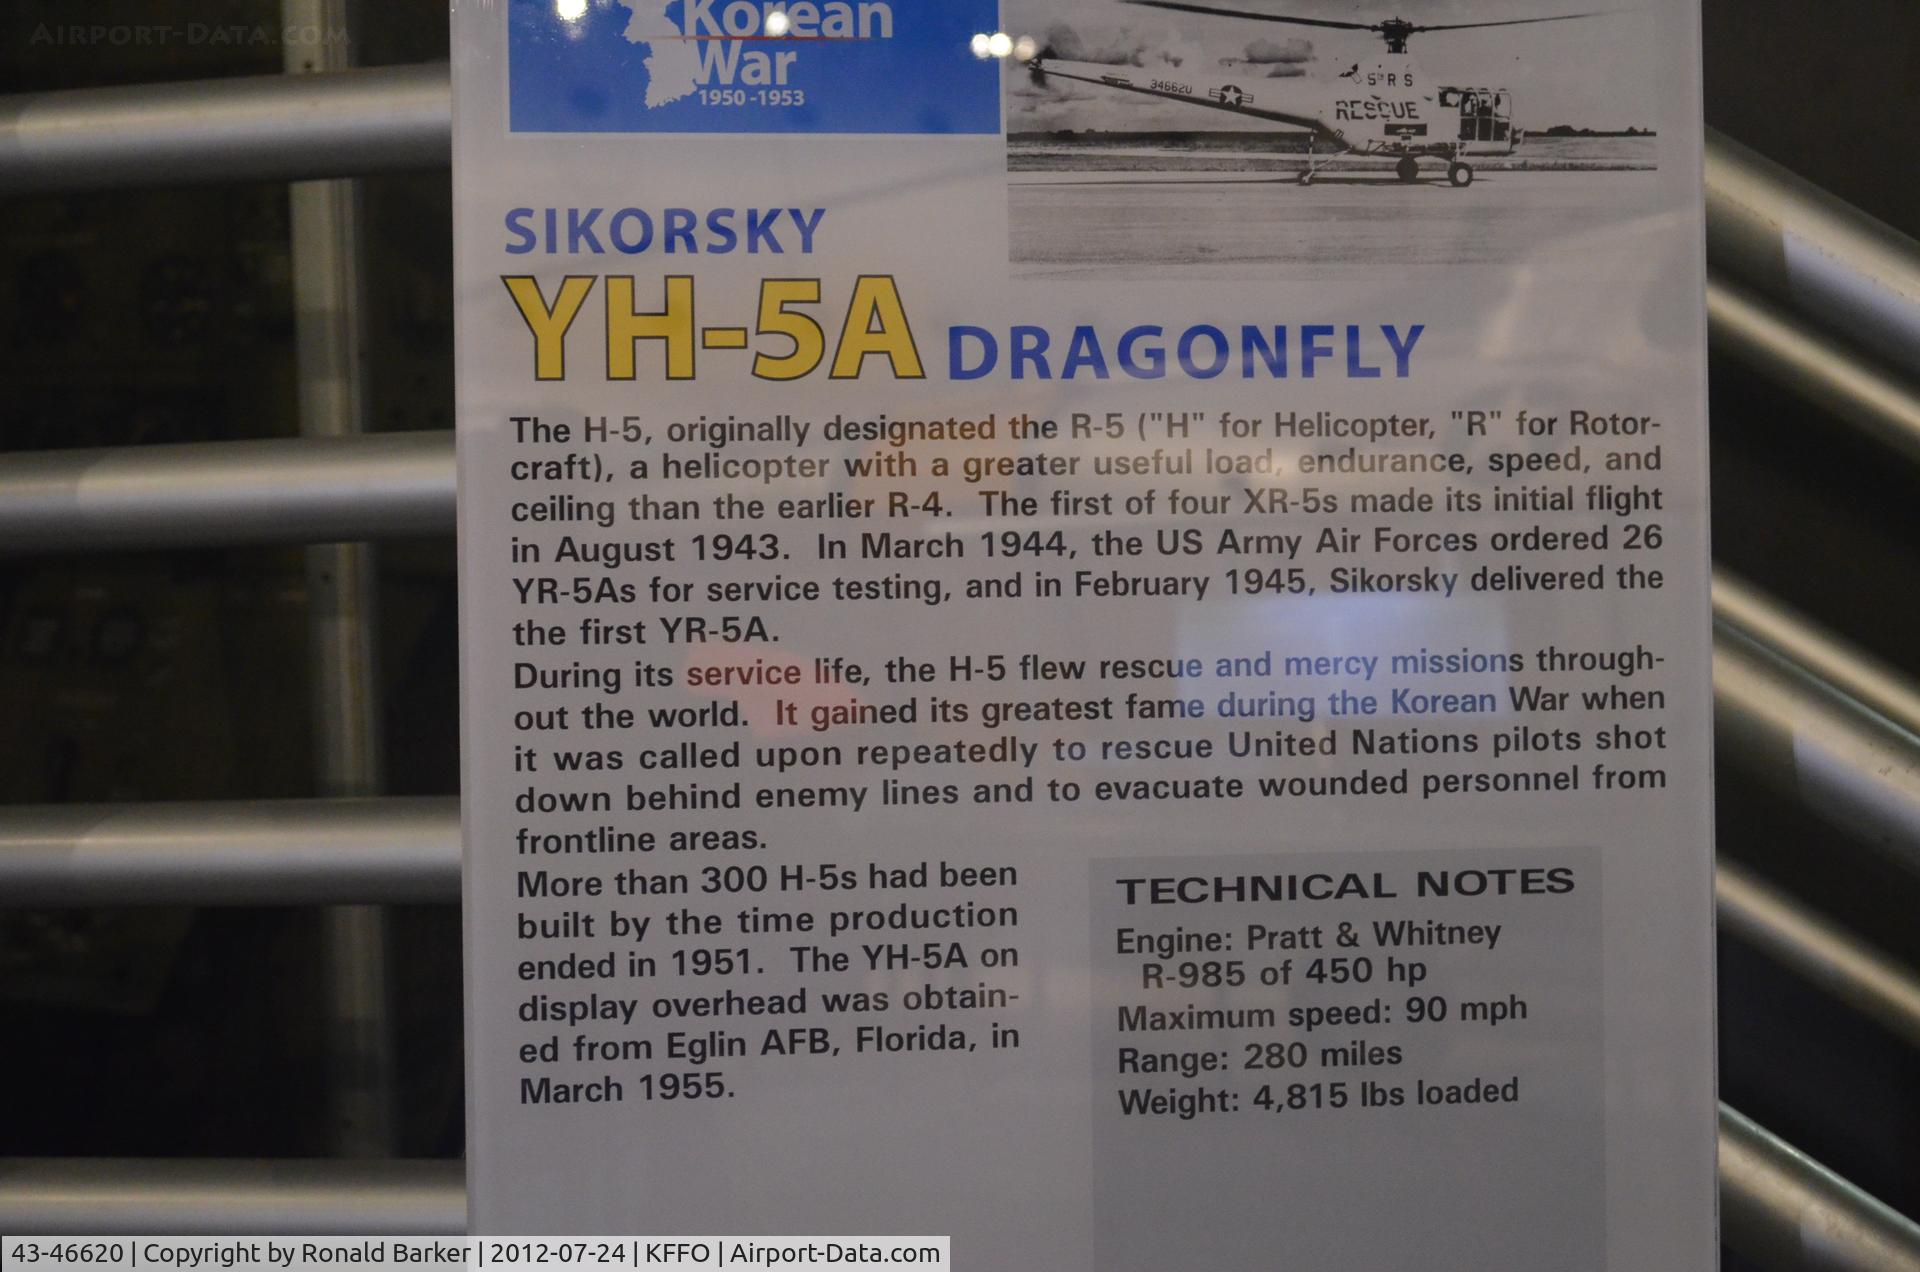 AIRPORT-DATA.COM
Korean
War
1950-1953
S R S
346620
RESCUE
SIKORSKY
YH-5A DRAGONFLY
The H-5, originally designated the R-5 ("H" for Helicopter, "R" for Rotor-
craft), a helicopter with a greater useful load, endurance, speed, and
ceiling than the earlier R-4. The first of four XR-5s made its initial flight
in August 1943. In March 1944, the US Army Air Forces ordered 26
YR-5As for service testing, and in February 1945, Sikorsky delivered the
the first YR-5A.
During its service life, the H-5 flew rescue and mercy missions through-
out the world. It gained its greatest fame during the Korean War when
it was called upon repeatedly to rescue United Nations pilots shot
down behind enemy lines and to evacuate wounded personnel from
frontline areas.
More than 300 H-5s had been
built by the time production
ended in 1951. The YH-5A on
display overhead was obtain-
ed from Eglin AFB, Florida, in
March 1955.
TECHNICAL NOTES
Engine: Pratt & Whitney
R-985 of 450 hp
Maximum speed: 90 mph
Range: 280 miles
Weight: 4,815 lbs loaded
43-46620 | Copyright by Ronald Barker | 2012-07-24 | KFFO | Airport-Data.com